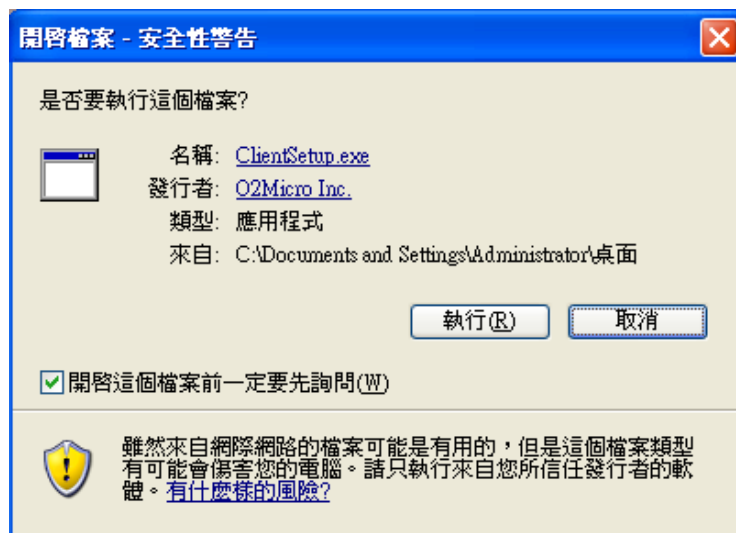 開啓檔案 - 安全性警告
是否要執行這個檔案?
名稱: ClientSetup.exe
發行者: O2Micro Inc.
類型: 應用程式
來自: C:\Documents and Settings\Administrator\桌面
執行(R) 取消
開啓這個檔案前一定要先詢問(W)
雖然來自網際網路的檔案可能是有用的，但是這個檔案類型
有可能會傷害您的電腦。請只執行來自您所信任發行者的軟
體。有什麼樣的風險?